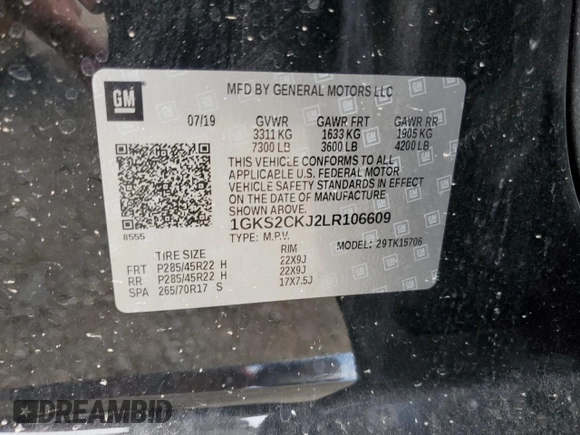 GM
MFD BY GENERAL MOTORS LLC
07/19 GVWR GAWR FRT GAWR RR
3311 KG 1633 KG 1905 KG
7300 LB 3600 LB 4200 LB
THIS VEHICLE CONFORMS TO ALL
APPLICABLE U.S. FEDERAL MOTOR
VEHICLE SAFETY STANDARDS IN EFFECT
ON THE DATE OF MANUFACTURE
SHOWN ABOVE.
1GKS2CKJ2LR106609
8555 TYPE: M.P.V. MODEL: 29TK15706
TIRE SIZE RIM
FRT P285/45R22 H 22X9J
RR P285/45R22 H 22X9J
SPA 265/70R17 S 17X7.5J
DREAMBID